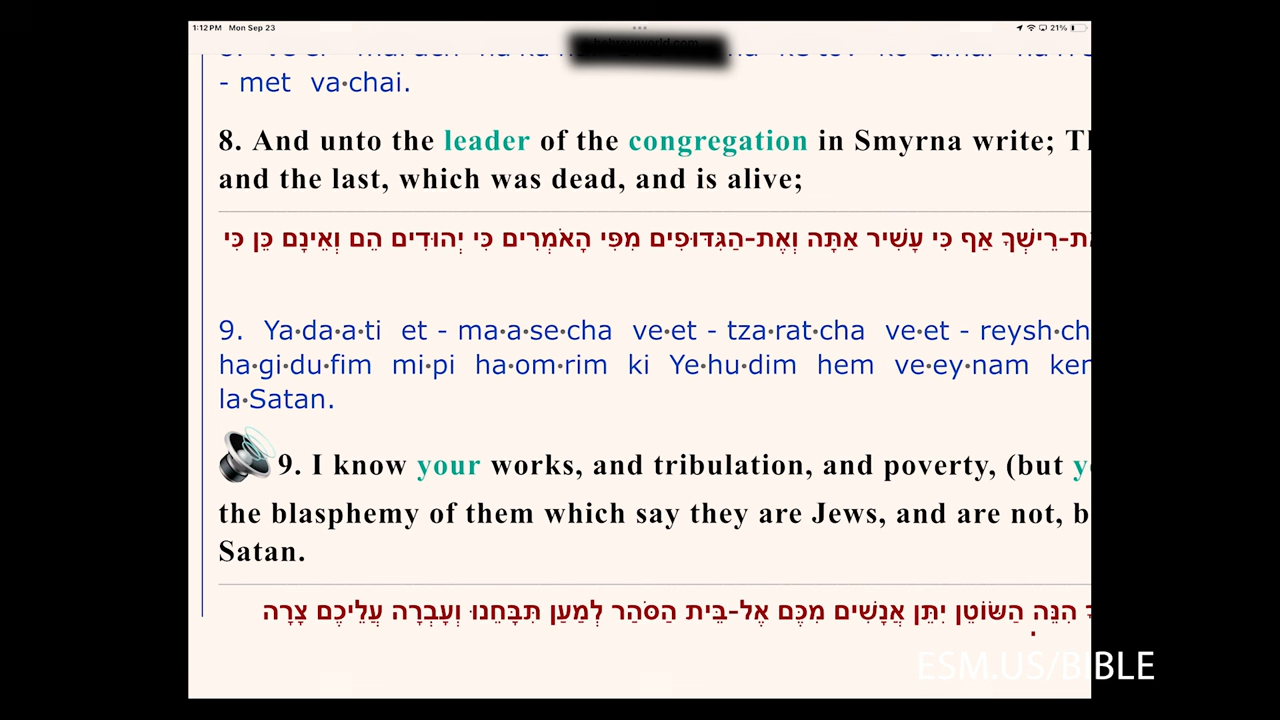 1:12 PM Mon Sep 23
21%
- met va·chai.
8. And unto the leader of the congregation in Smyrna write;
and the last, which was dead, and is alive;
רֵישְׁךָ אַף כִּי עָשִׁיר אַתָּה וְאֶת-הַגִּדּוּפִים מִפִּי הָאֹמְרִים כִּי יְהוּדִים הֵם וְאֵינָם כֵּן כִּי
9. Ya·da·a·ti et - ma·a·se·cha ve·et - tza·rat·cha ve·et - reysh·ch
ha·gi·du·fim mi·pi ha·om·rim ki Ye·hu·dim hem ve·ey·nam
la·Satan.
9. I know your works, and tribulation, and poverty, (but
the blasphemy of them which say they are Jews, and are not,
Satan.
הִנֵּה הַשּׂוֹטֵן יִתֵּן אֲנָשִׁים מִכֶּם אֶל-בֵּית הַסֹּהַר לְמַעַן תִּבָּחֵנוּ וְעָבְרָה עֲלֵיכֶם צָרָה
ESM.US/BIBLE